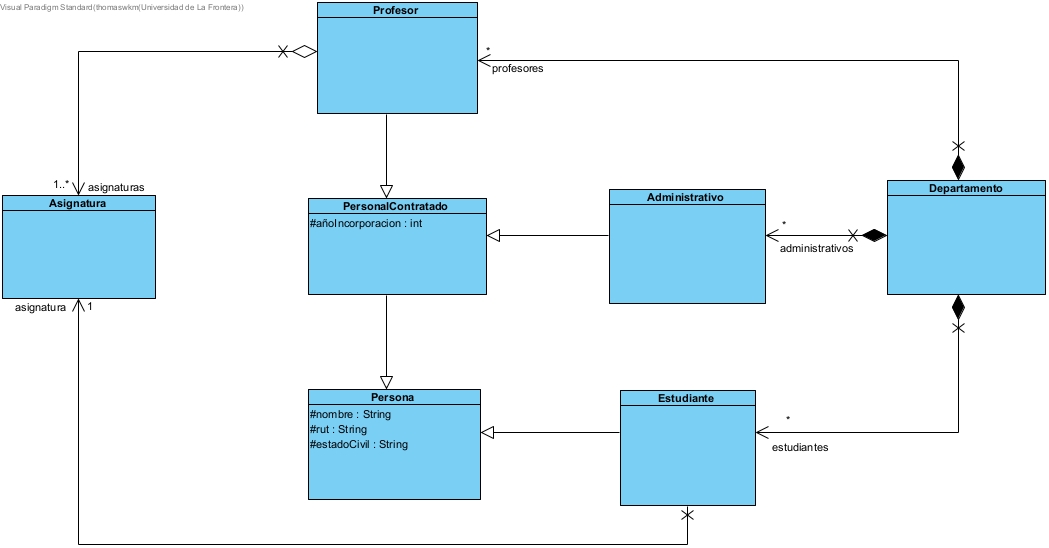 Visual Paradigm Standard(thomaswkm(Universidad de La Frontera))
Profesor
*
profesores
1..*
asignaturas
Asignatura
PersonalContratado
#añoIncorporacion : int
Administrativo
*
administrativos
Departamento
asignatura
1
Persona
#nombre : String
#rut : String
#estadoCivil : String
Estudiante
*
estudiantes